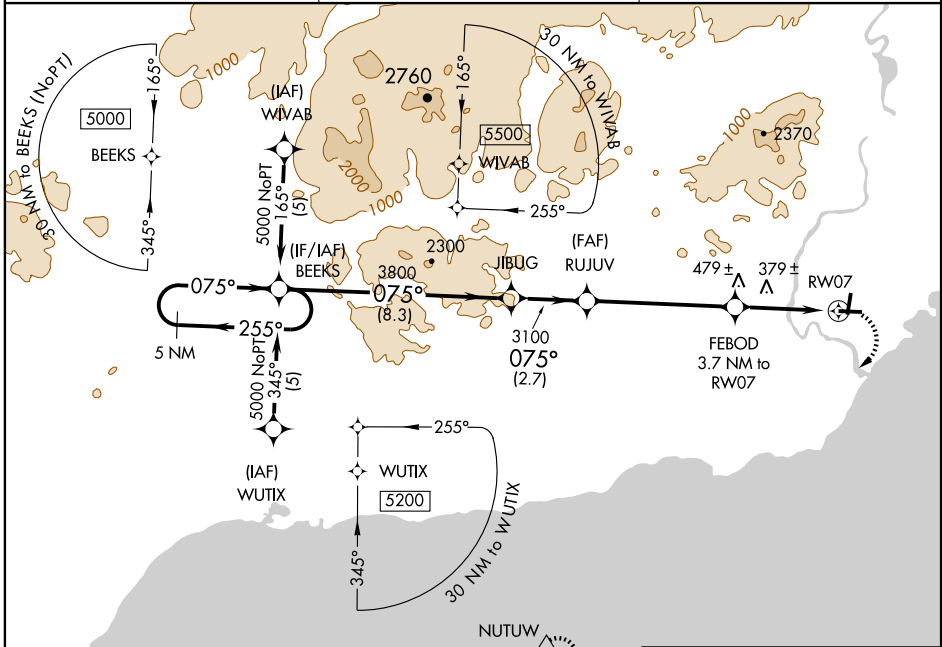 30 NM to BEEKS (NoPT)
165°
5000
BEEKS
345°
1000
(IAF)
WIVAB
5000 NoPT
165°
(5)
2760
2000
1000
165°
30 NM to WIVAB
5500
WIVAB
255°
1000
2370
(IF/IAF)
BEEKS
075°
255°
5 NM
2300
3800
075°
(8.3)
JIBUG
3100
075°
(2.7)
(FAF)
RUJUV
479 ±
379 ±
RW07
FEBOD
3.7 NM to
RW07
5000 NoPT
345°
(5)
(IAF)
WUTIX
255°
WUTIX
5200
345°
30 NM to WUTIX
NUTUW